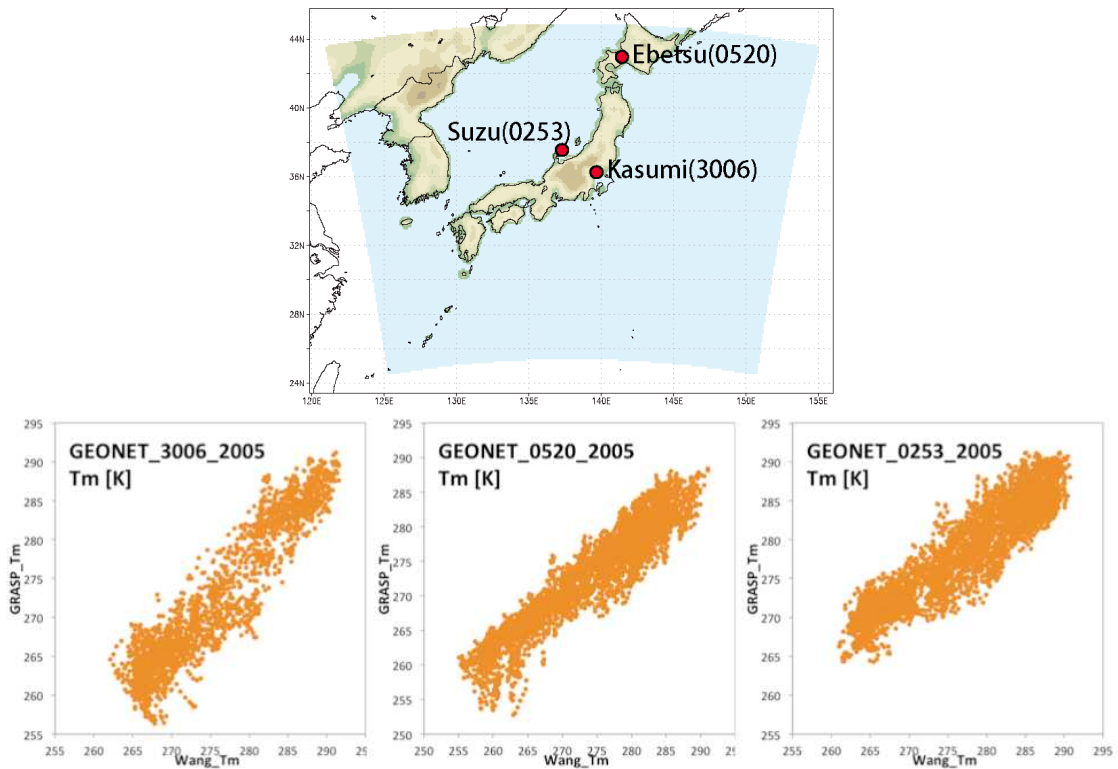 44N
Ebetsu(0520)
40N
Suzu(0253)
36N
Kasumi(3006)
32N
28N
24N
120E 125E 130E 135E 140E 145E 150E 155E
GEONET_3006_2005
Tm [K]
295
290
285
280
275
270
265
260
255
GRASP_Tm
255 260 265 270 275 280 285 290 295
Wang_Tm
GEONET_0520_2005
Tm [K]
295
290
285
280
275
270
265
260
255
250
GRASP_Tm
250 255 260 265 270 275 280 285 290 29
Wang_Tm
GEONET_0253_2005
Tm [K]
295
290
285
280
275
270
265
260
255
GRASP_Tm
255 260 265 270 275 280 285 290 295
Wang_Tm